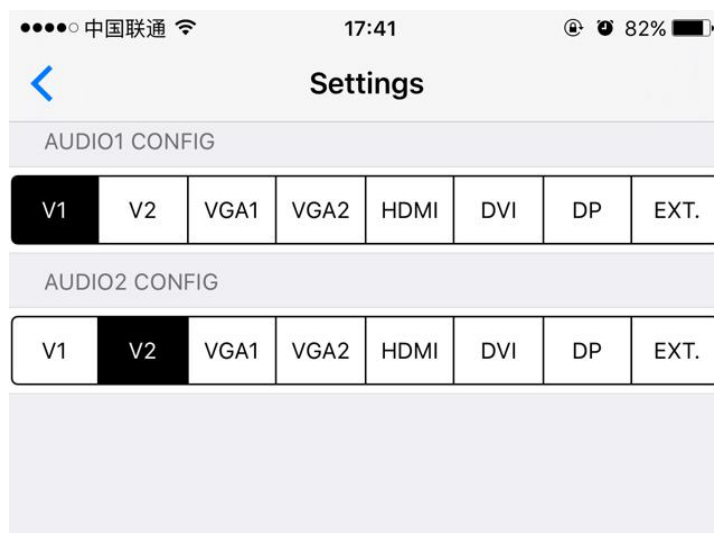 中国联通 17:41 82%
Settings
AUDIO1 CONFIG
V1 V2 VGA1 VGA2 HDMI DVI DP EXT.
AUDIO2 CONFIG
V1 V2 VGA1 VGA2 HDMI DVI DP EXT.